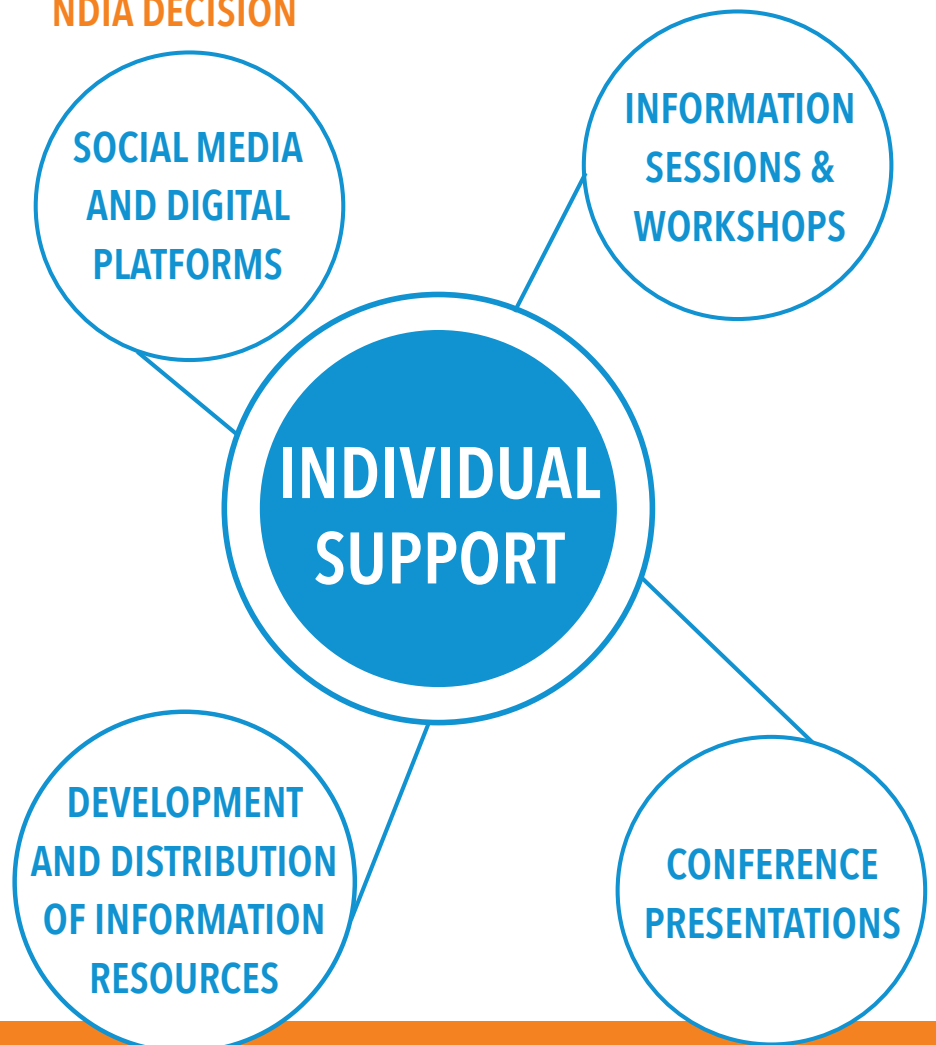 NDIA DECISION
SOCIAL MEDIA
AND DIGITAL
PLATFORMS
INFORMATION
SESSIONS &
WORKSHOPS
INDIVIDUAL
SUPPORT
DEVELOPMENT
AND DISTRIBUTION
OF INFORMATION
RESOURCES
CONFERENCE
PRESENTATIONS